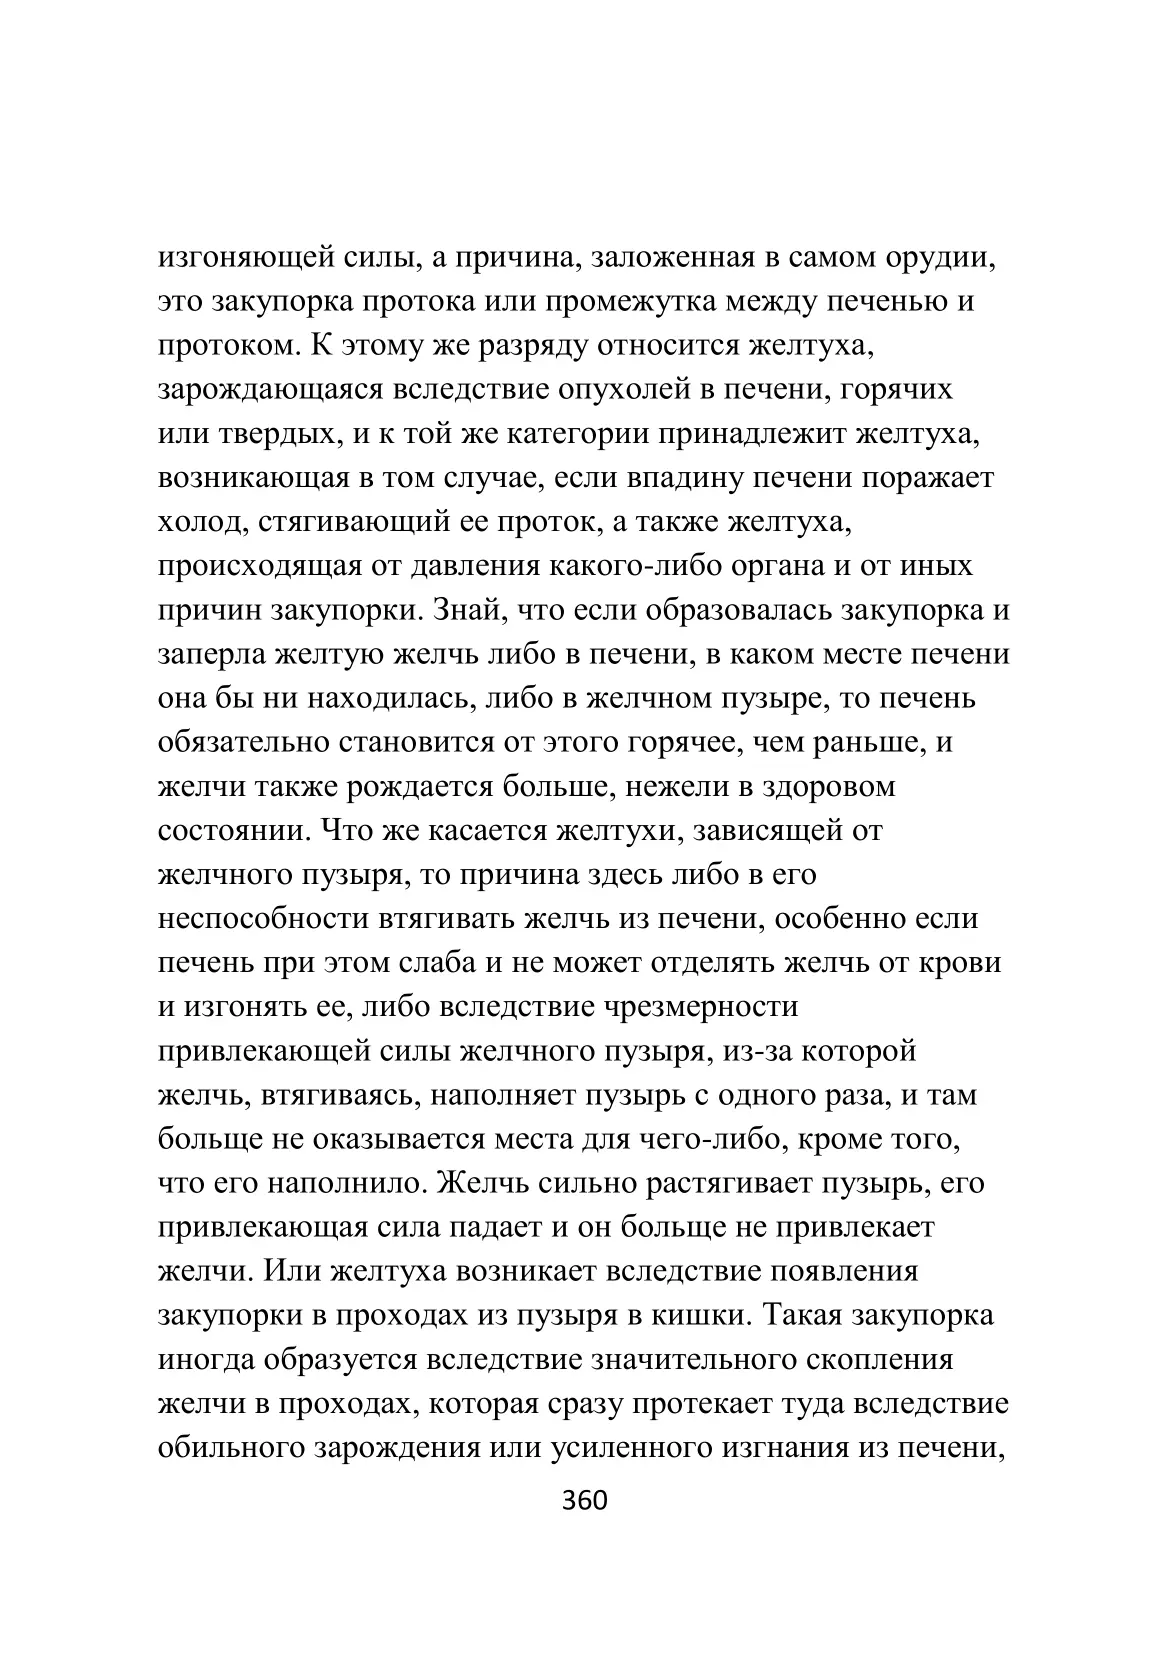 изгоняющей силы, а причина, заложенная в самом орудии,
это закупорка протока или промежутка между печенью и
протоком. К этому же разряду относится желтуха,
зарождающаяся вследствие опухолей в печени, горячих
или твердых, и к той же категории принадлежит желтуха,
возникающая в том случае, если впадину печени поражает
холод, стягивающий ее проток, а также желтуха,
происходящая от давления какого-либо органа и от иных
причин закупорки. Знай, что если образовалась закупорка и
заперла желтую желчь либо в печени, в каком месте печени
она бы ни находилась, либо в желчном пузыре, то печень
обязательно становится от этого горячее, чем раньше, и
желчи также рождается больше, нежели в здоровом
состоянии. Что же касается желтухи, зависящей от
желчного пузыря, то причина здесь либо в его
неспособности втягивать желчь из печени, особенно если
печень при этом слаба и не может отделять желчь от крови
и изгонять ее, либо вследствие чрезмерности
привлекающей силы желчного пузыря, из-за которой
желчь, втягиваясь, наполняет пузырь с одного раза, и там
больще не оказывается места для чего-либо, кроме того,
что его наполнило. Желчь сильно растягивает пузырь, его
привлекающая сила падает и он больще не привлекает
желчи. Или желтуха возникает вследствие появления
закупорки в проходах из пузыря в кишки. Такая закупорка
иногда образуется вследствие значительного скопления
желчи в проходах, которая сразу протекает туда вследствие
обильного зарождения или усиленного изгнания из печени,
360